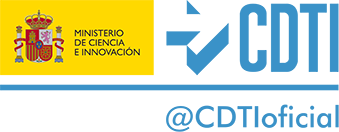 MINISTERIO
DE CIENCIA
E INNOVACIÓN
CDTI
@CDTIoficial